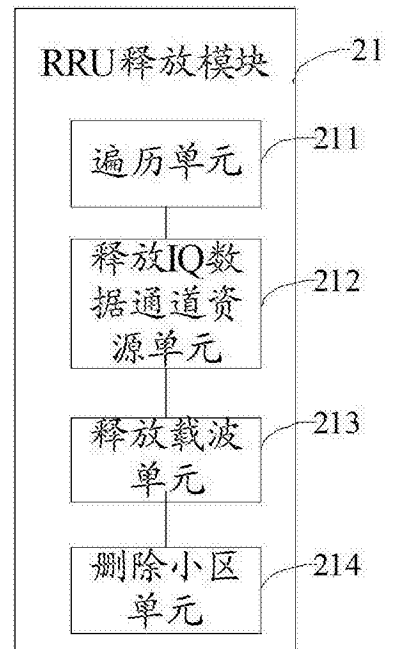 RRU释放模块
21
遍历单元
211
释放IQ数
据通道资
源单元
212
释放载波
单元
213
删除小区
单元
214